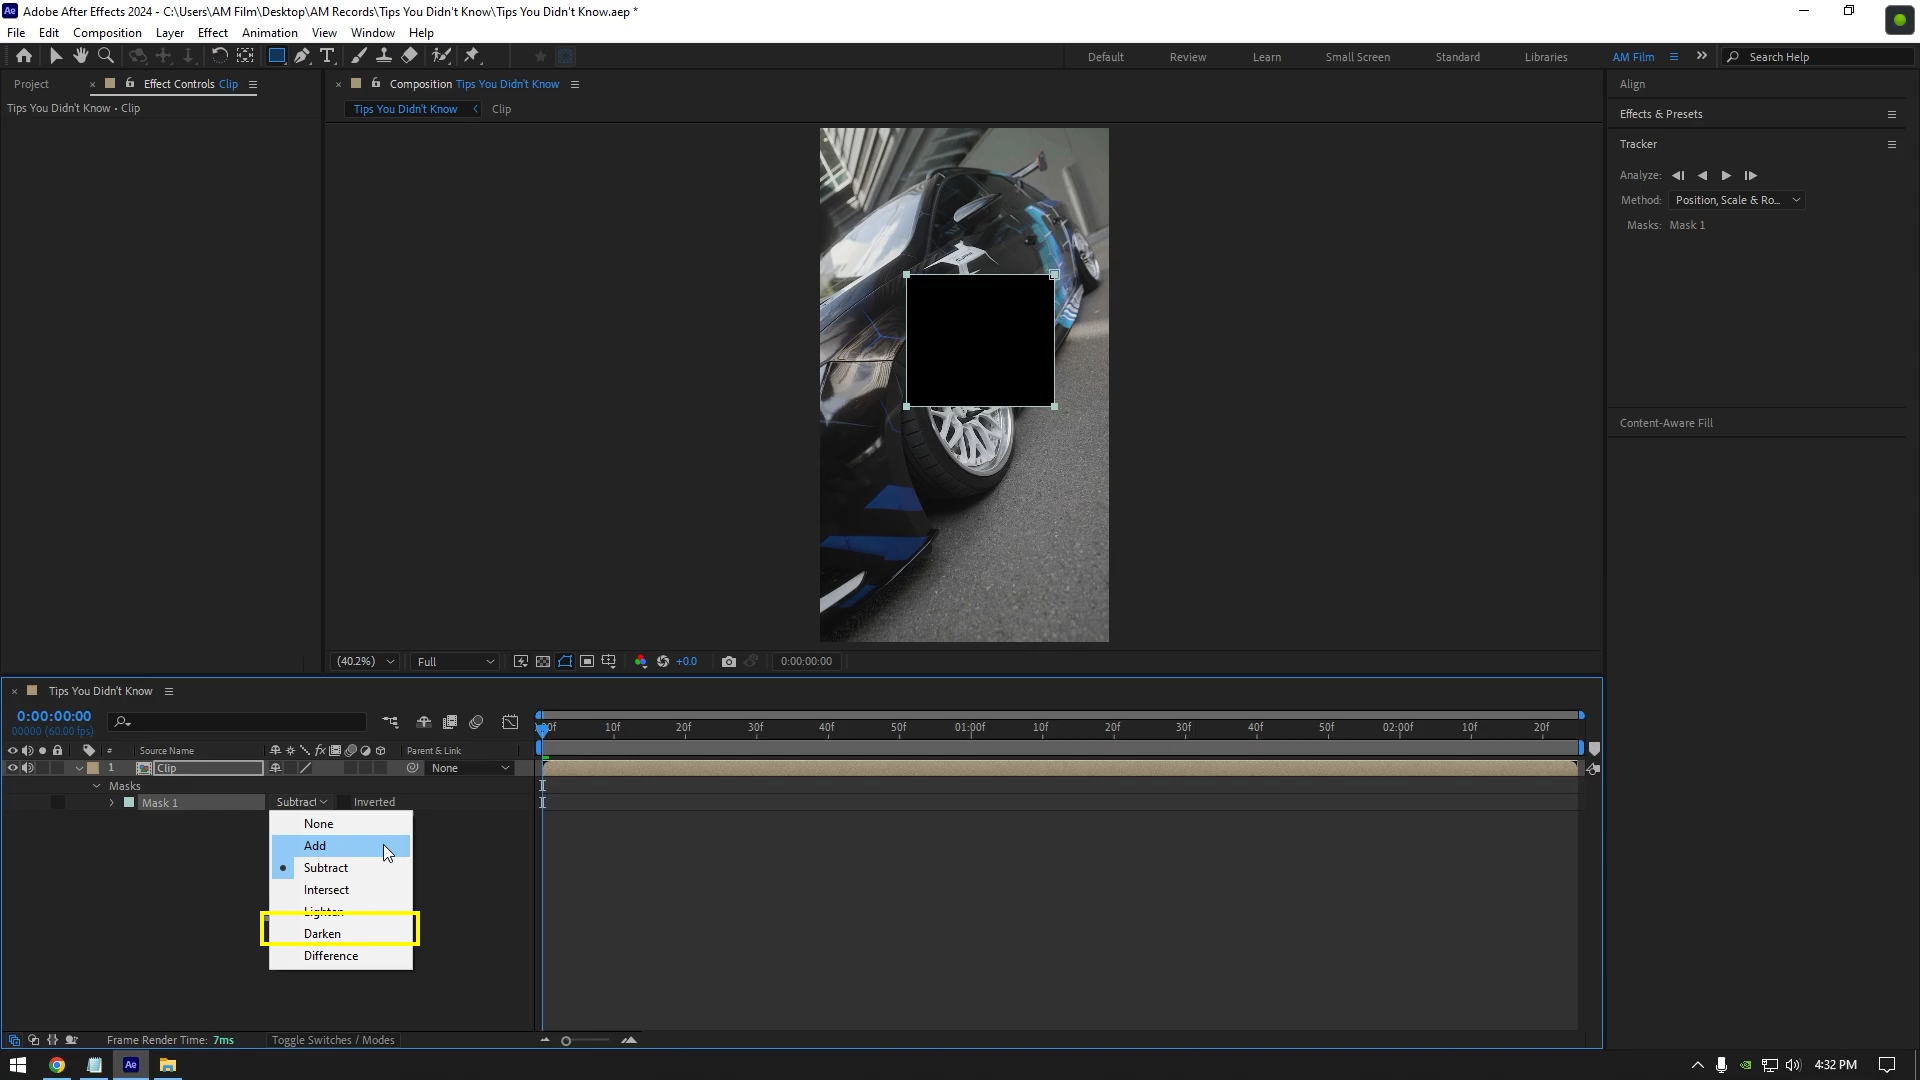 Adobe After Effects 2024 - C:\Users\AM Film\Desktop\AM Records\Tips You Didn't Know\Tips You Didn't Know.aep *
File Edit Composition Layer Effect Animation View Window Help
Default Review Learn Small Screen Standard Libraries AM Film Search Help
Project Effect Controls Clip
Composition Tips You Didn't Know
Align
Tips You Didn't Know • Clip
Tips You Didn't Know Clip
Effects & Presets
Tracker
Analyze:
Method: Position, Scale & Ro...
Masks: Mask 1
Content-Aware Fill
(40.2%) Full +0.0 0:00:00:00
Tips You Didn't Know
0:00:00:00
00000 (60.00 fps)
10f 20f 30f 40f 50f 01:00f 10f 20f 30f 40f 50f 02:00f 10f 20f
# Source Name fx Parent & Link
1 Clip None
Masks
Mask 1 Subtract Inverted
None
Add
Subtract
Intersect
Lighten
Darken
Difference
Frame Render Time: 7ms Toggle Switches / Modes
Ae 4:32 PM